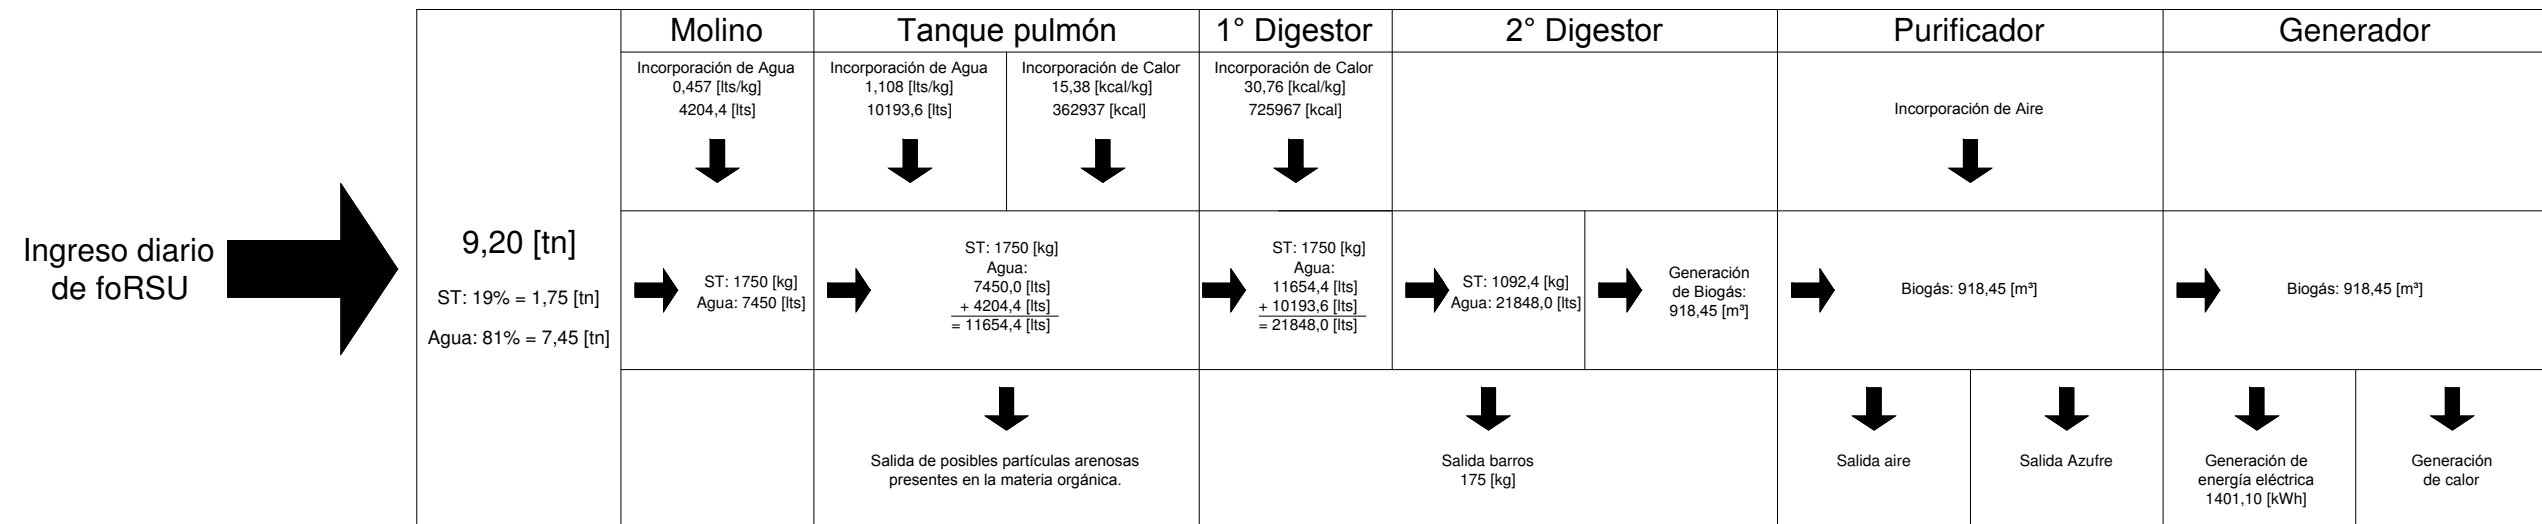 Ingreso diario
de foRSU
9,20 [tn]
ST: 19% = 1,75 [tn]
Agua: 81% = 7,45 [tn]
Molino
Incorporación de Agua
0,457 [lts/kg]
4204,4 [lts]
ST: 1750 [kg]
Agua: 7450 [lts]
Tanque pulmón
Incorporación de Agua
1,108 [lts/kg]
10193,6 [lts]
Incorporación de Calor
15,38 [kcal/kg]
362937 [kcal]
ST: 1750 [kg]
Agua:
7450,0 [lts]
+ 4204,4 [lts]
= 11654,4 [lts]
Salida de posibles partículas arenosas
presentes en la materia orgánica.
1° Digestor
Incorporación de Calor
30,76 [kcal/kg]
725967 [kcal]
ST: 1750 [kg]
Agua:
11654,4 [lts]
+ 10193,6 [lts]
= 21848,0 [lts]
2° Digestor
ST: 1092,4 [kg]
Agua: 21848,0 [lts]
Generación
de Biogás:
918,45 [m³]
Salida barros
175 [kg]
Purificador
Incorporación de Aire
Biogás: 918,45 [m³]
Salida aire
Salida Azufre
Generador
Biogás: 918,45 [m³]
Generación de
energía eléctrica
1401,10 [kWh]
Generación
de calor